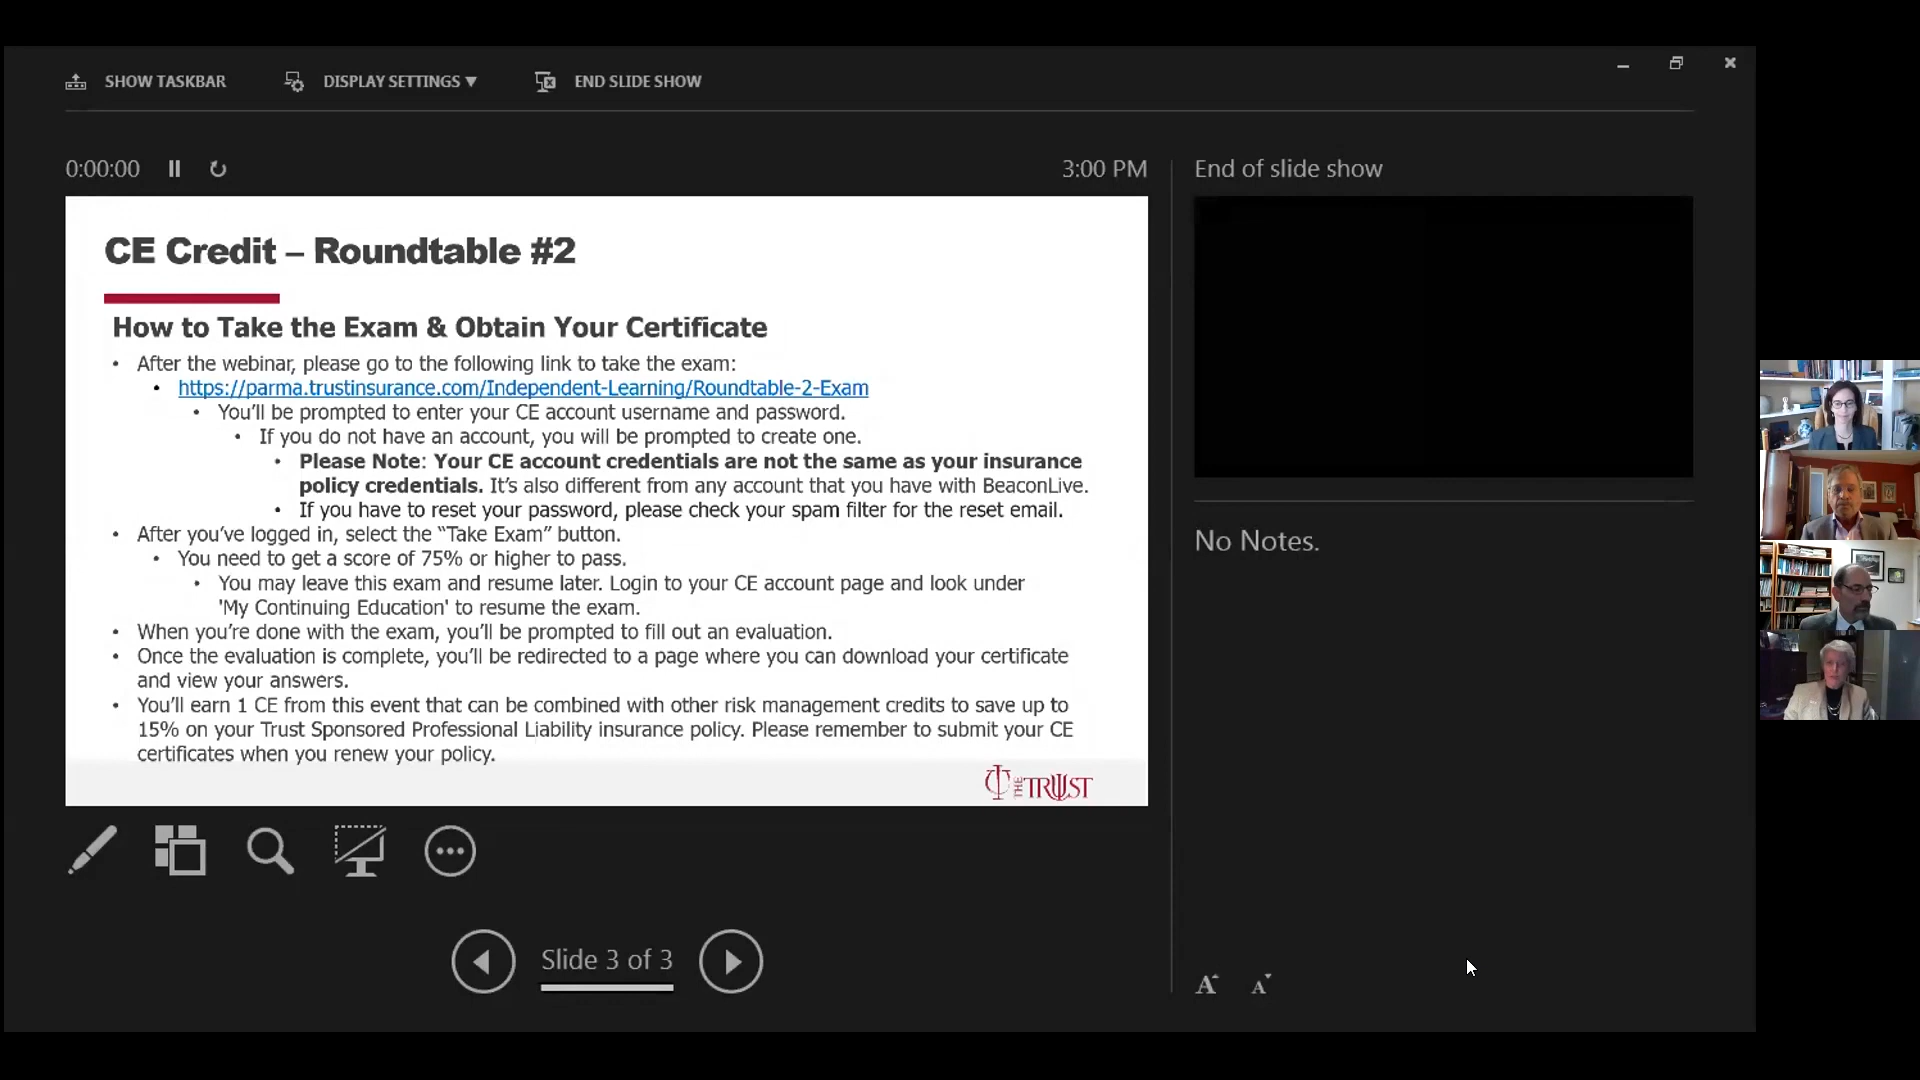 SHOW TASKBAR
DISPLAY SETTINGS ▼
END SLIDE SHOW
0:00:00
3:00 PM
End of slide show
CE Credit – Roundtable #2
How to Take the Exam & Obtain Your Certificate
• After the webinar, please go to the following link to take the exam:
• https://parma.trustinsurance.com/Independent-Learning/Roundtable-2-Exam
• You'll be prompted to enter your CE account username and password.
• If you do not have an account, you will be prompted to create one.
• Please Note: Your CE account credentials are not the same as your insurance
policy credentials. It's also different from any account that you have with BeaconLive.
• If you have to reset your password, please check your spam filter for the reset email.
• After you've logged in, select the “Take Exam” button.
• You need to get a score of 75% or higher to pass.
• You may leave this exam and resume later. Login to your CE account page and look under
'My Continuing Education' to resume the exam.
• When you're done with the exam, you'll be prompted to fill out an evaluation.
• Once the evaluation is complete, you'll be redirected to a page where you can download your certificate
and view your answers.
• You'll earn 1 CE from this event that can be combined with other risk management credits to save up to
15% on your Trust Sponsored Professional Liability insurance policy. Please remember to submit your CE
certificates when you renew your policy.
THE TRUST
No Notes.
Slide 3 of 3
A A